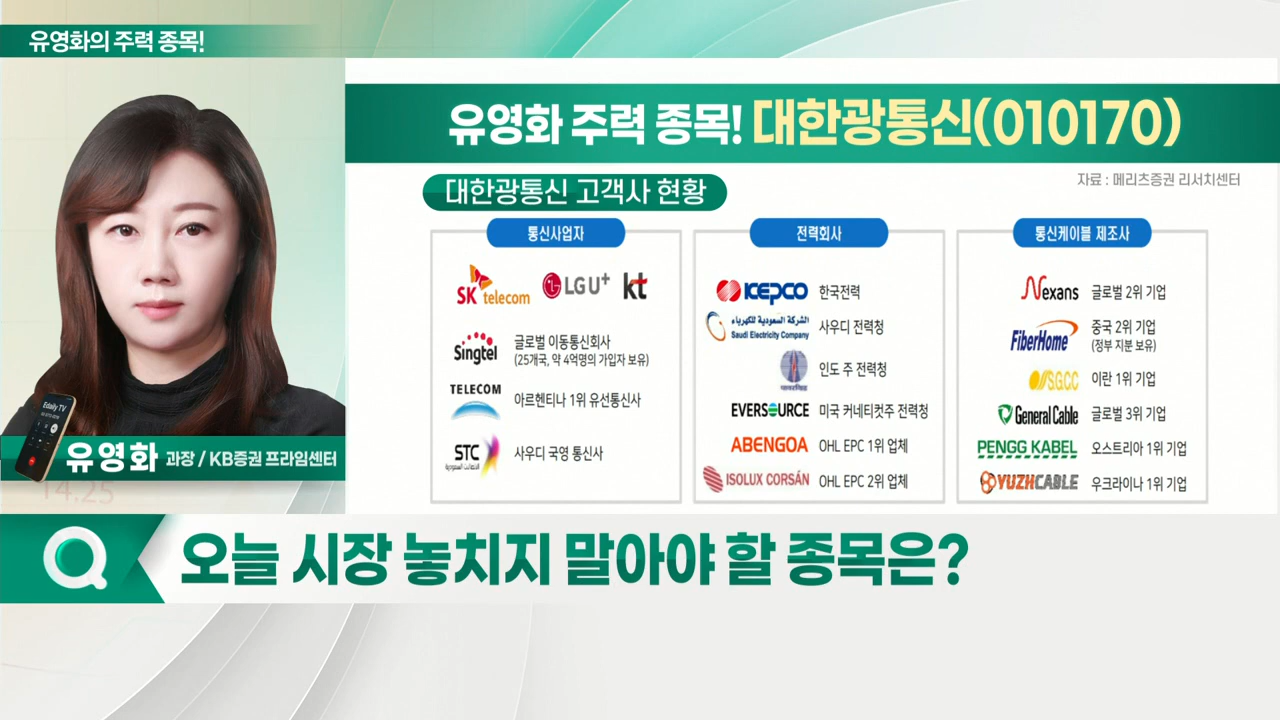 유영화의 주력 종목!
유영화 주력 종목! 대한광통신(010170)
대한광통신 고객사 현황
자료 : 메리츠증권 리서치센터
통신사업자
SK telecom
LG U+
kt
Singtel
글로벌 이동통신회사
(25개국, 약 4억명의 가입자 보유)
TELECOM
아르헨티나 1위 유선통신사
STC
الاتصالات السعودية
사우디 국영 통신사
전력회사
KEPCO
한국전력
الشركة السعودية للكهرباء
Saudi Electricity Company
사우디 전력청
인도 주 전력청
EVERSOURCE
미국 커네티컷주 전력청
ABENGOA
OHL EPC 1위 업체
ISOLUX CORSÁN
OHL EPC 2위 업체
통신케이블 제조사
Nexans
글로벌 2위 기업
FiberHome
중국 2위 기업
(정부 지분 보유)
S.G.C.C
이란 1위 기업
General Cable
글로벌 3위 기업
PENGG KABEL
오스트리아 1위 기업
YUZHCABLE
우크라이나 1위 기업
Edaily TV
유영화 과장 / KB증권 프라임센터
14.25
오늘 시장 놓치지 말아야 할 종목은?